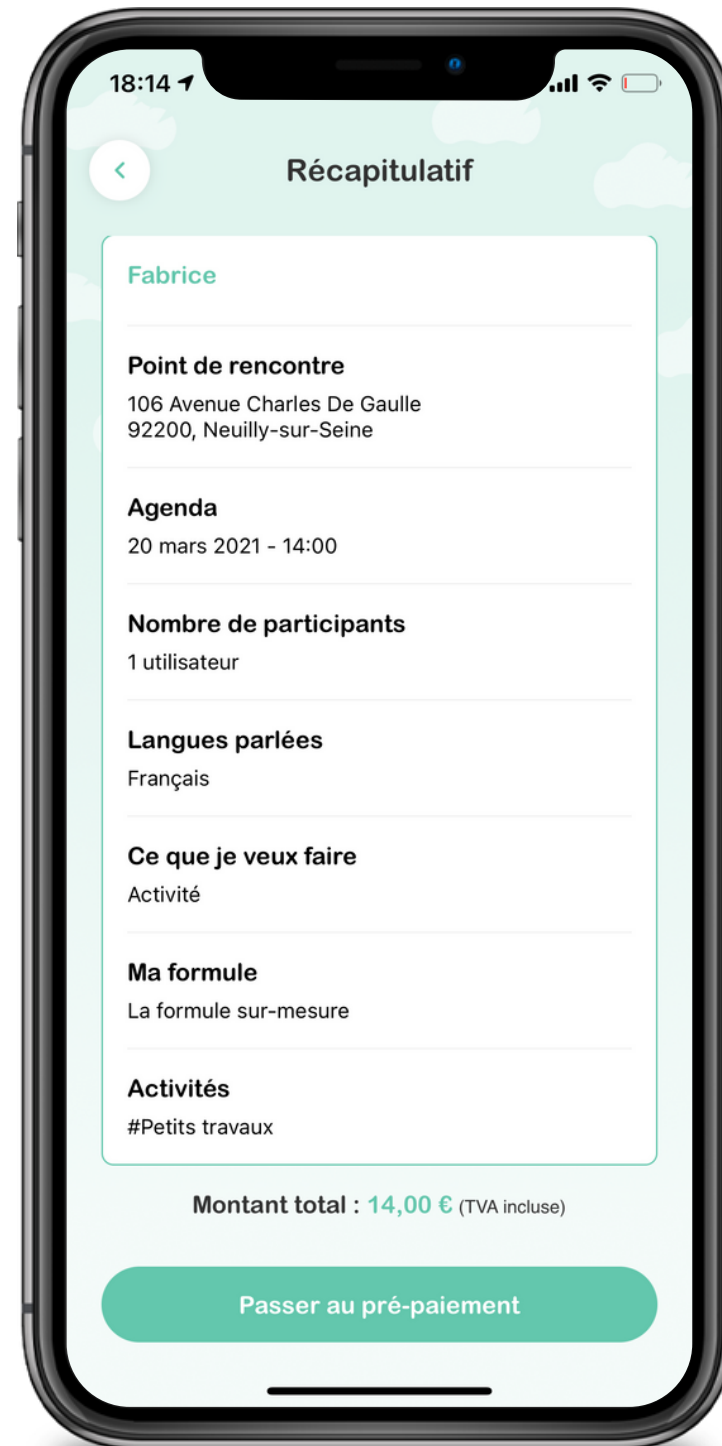 18:14
Récapitulatif
Fabrice
Point de rencontre
106 Avenue Charles De Gaulle
92200, Neuilly-sur-Seine
Agenda
20 mars 2021 - 14:00
Nombre de participants
1 utilisateur
Langues parlées
Français
Ce que je veux faire
Activité
Ma formule
La formule sur-mesure
Activités
#Petits travaux
Montant total : 14,00 € (TVA incluse)
Passer au pré-paiement